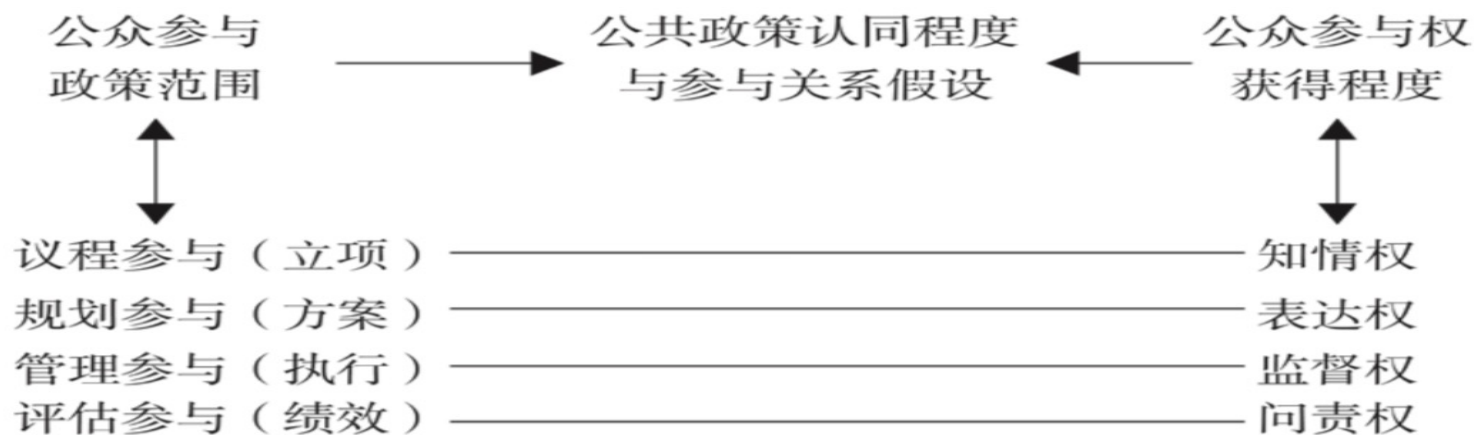 公众参与
政策范围
公共政策认同程度
与参与关系假设
公众参与权
获得程度
议程参与（立项） 知情权
规划参与（方案） 表达权
管理参与（执行） 监督权
评估参与（绩效） 问责权